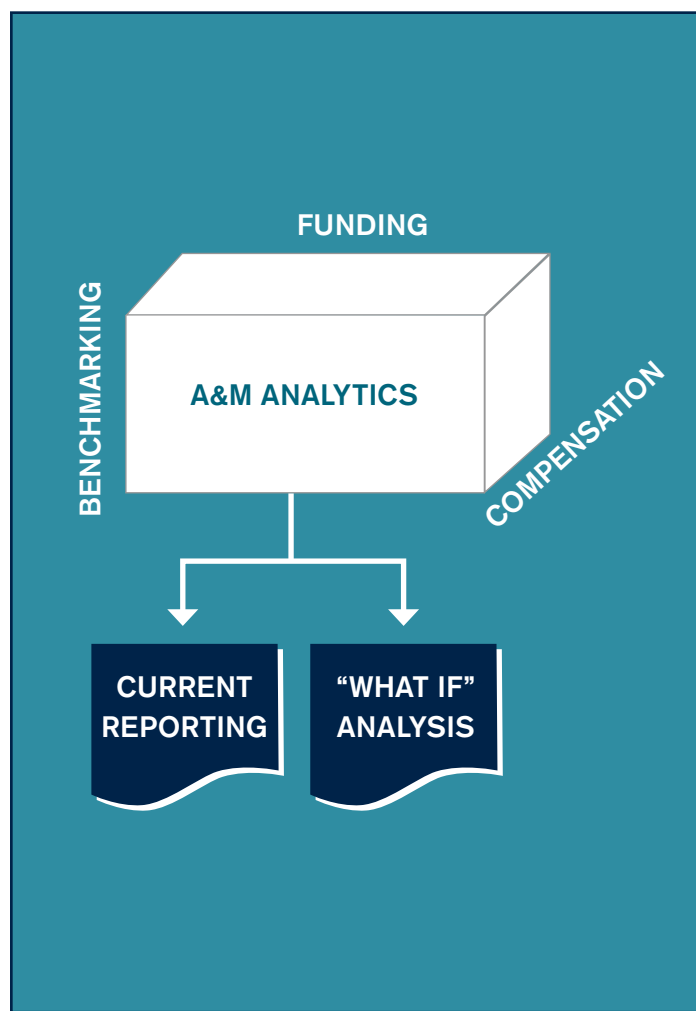 FUNDING
BENCHMARKING
A&M ANALYTICS
COMPENSATION
CURRENT
REPORTING
“WHAT IF”
ANALYSIS